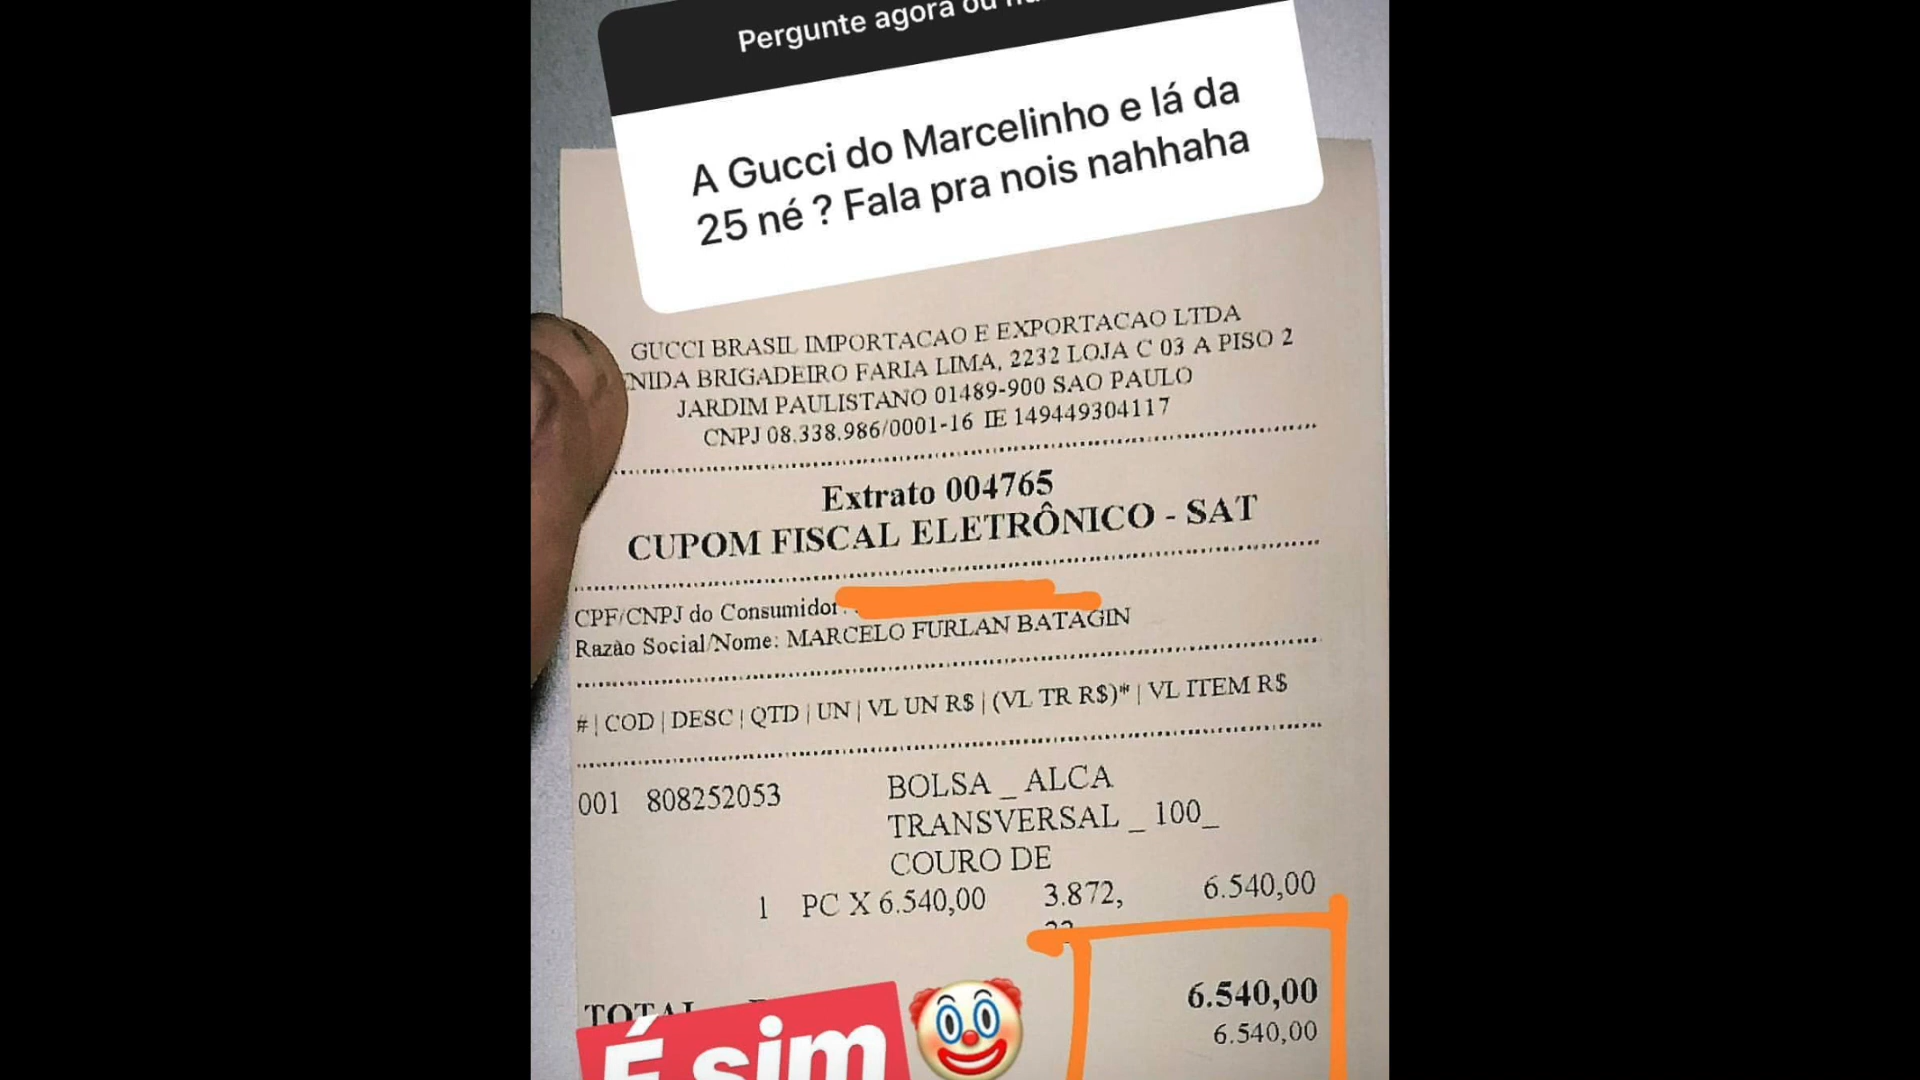 Pergunte agora ou
A Gucci do Marcelinho e lá da
25 né ? Fala pra nois nahhaha
GUCCI BRASIL IMPORTACAO E EXPORTACAO LTDA
BRIGADEIRO FARIA LIMA, 2232 LOJA C 03 A PISO 2
JARDIM PAULISTANO 01489-900 SAO PAULO
CNPJ 08.338.986/0001-16 IE 149449304117
Extrato 004765
CUPOM FISCAL ELETRÔNICO - SAT
CPF/CNPJ do Consumidor:
Razão Social/Nome: MARCELO FURLAN BATAGIN
# | COD | DESC | QTD | UN | VL UN R$ | (VL TR R$)* | VL ITEM R$
001 808252053 BOLSA _ ALCA
TRANSVERSAL _ 100_
COURO DE
1 PC X 6.540,00 3.872, 6.540,00
TOTAL 6.540,00
6.540,00
É sim